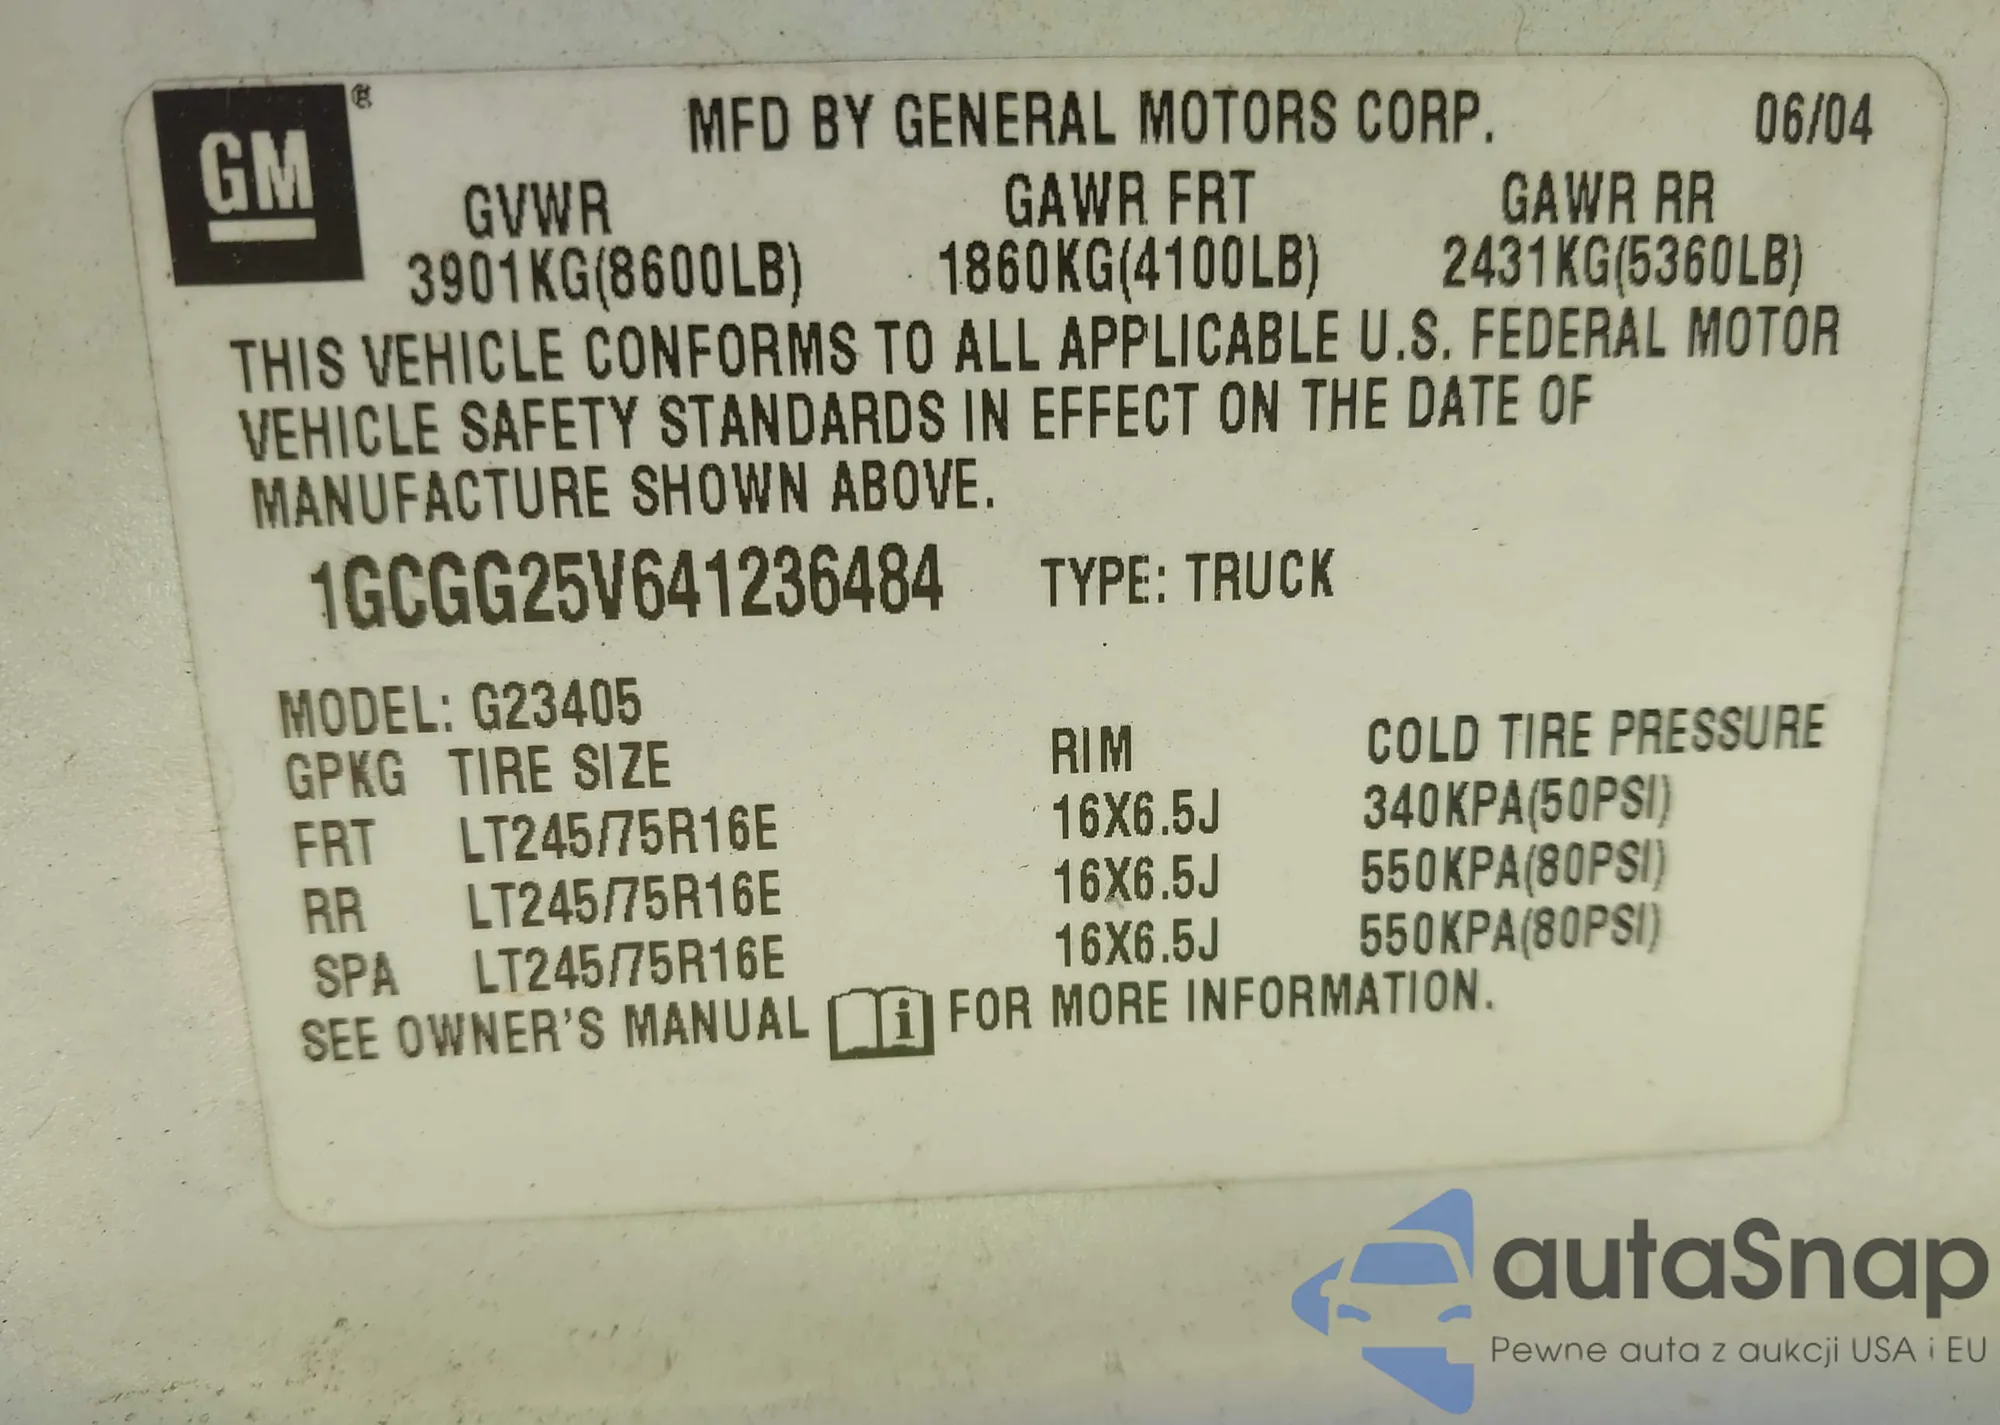 GM®
MFD BY GENERAL MOTORS CORP. 06/04
GVWR GAWR FRT GAWR RR
3901KG(8600LB) 1860KG(4100LB) 2431KG(5360LB)
THIS VEHICLE CONFORMS TO ALL APPLICABLE U.S. FEDERAL MOTOR
VEHICLE SAFETY STANDARDS IN EFFECT ON THE DATE OF
MANUFACTURE SHOWN ABOVE.
1GCGG25V641236484 TYPE: TRUCK
MODEL: G23405
GPKG TIRE SIZE RIM COLD TIRE PRESSURE
FRT LT245/75R16E 16X6.5J 340KPA(50PSI)
RR LT245/75R16E 16X6.5J 550KPA(80PSI)
SPA LT245/75R16E 16X6.5J 550KPA(80PSI)
SEE OWNER'S MANUAL i FOR MORE INFORMATION.
autaSnap
Pewne auta z aukcji USA i EU